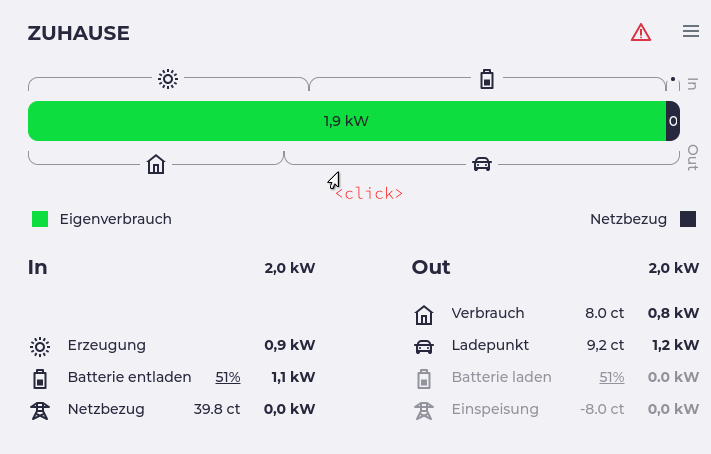 ZUHAUSE
In
1,9 kW
0
Out
<click>
Eigenverbrauch
Netzbezug
In 2,0 kW
Out 2,0 kW
Verbrauch 8.0 ct 0,8 kW
Erzeugung 0,9 kW
Ladepunkt 9,2 ct 1,2 kW
Batterie entladen 51% 1,1 kW
Batterie laden 51% 0.0 kW
Netzbezug 39.8 ct 0,0 kW
Einspeisung -8.0 ct 0,0 kW